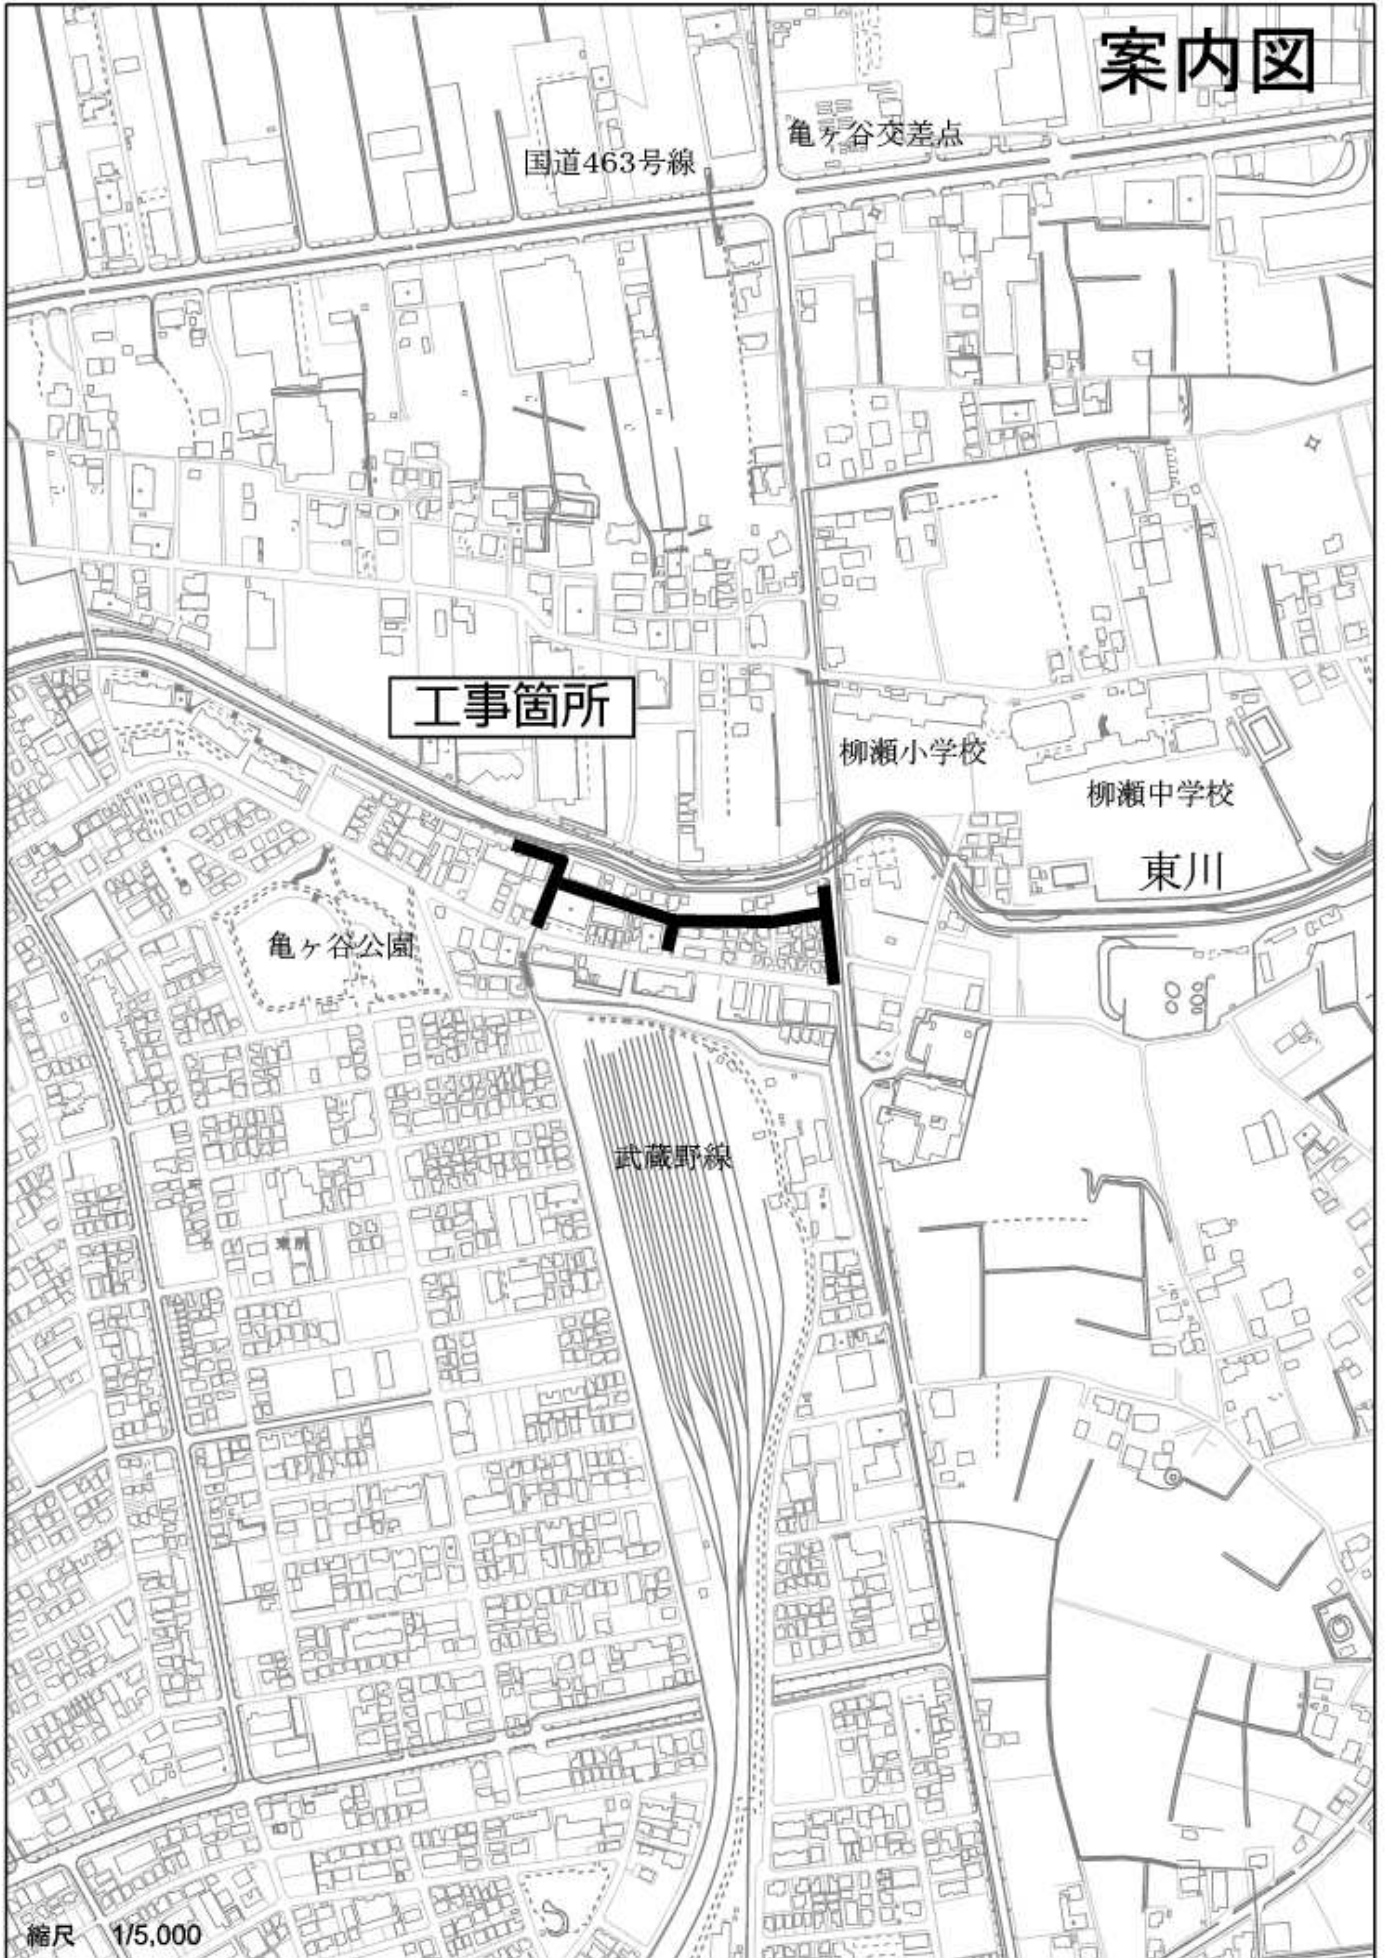 案内図
亀ヶ谷交差点
国道463号線
工事箇所
柳瀬小学校
柳瀬中学校
東川
亀ヶ谷公園
武蔵野線
東所
縮尺 1/5,000